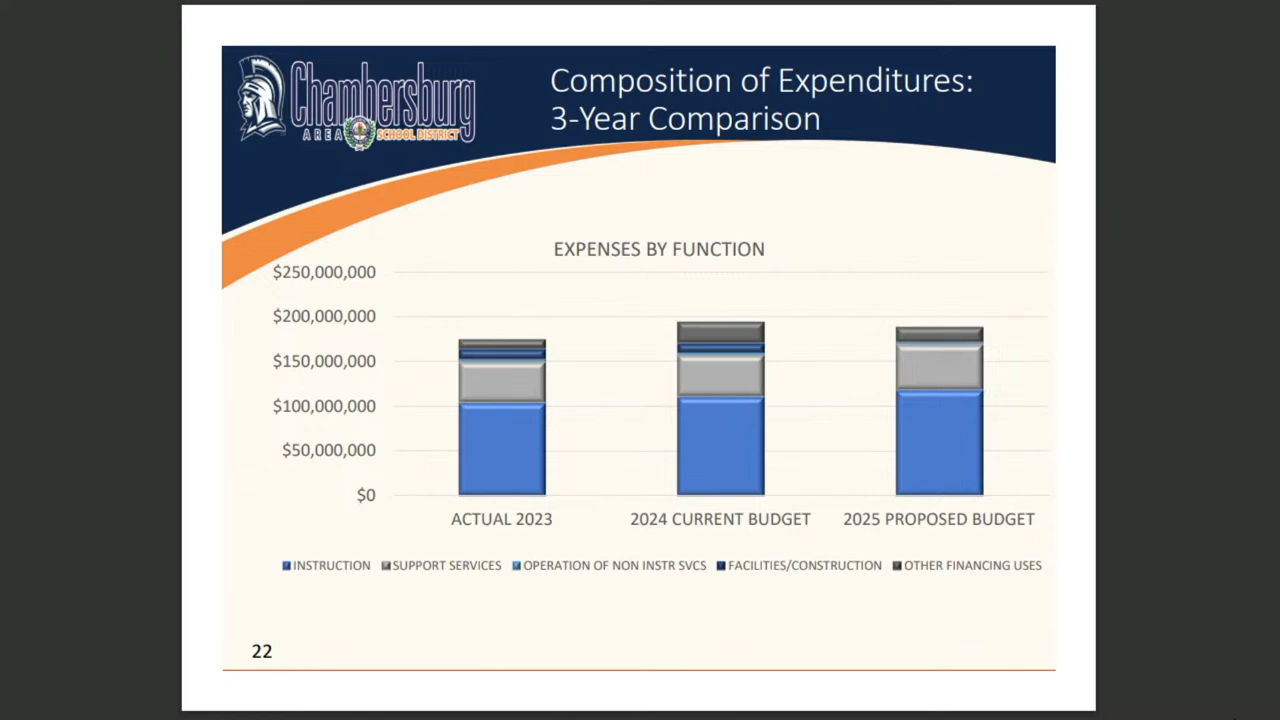 Chambersburg
AREA SCHOOL DISTRICT
Composition of Expenditures:
3-Year Comparison
EXPENSES BY FUNCTION
$250,000,000
$200,000,000
$150,000,000
$100,000,000
$50,000,000
$0
ACTUAL 2023 2024 CURRENT BUDGET 2025 PROPOSED BUDGET
INSTRUCTION SUPPORT SERVICES OPERATION OF NON INSTR SVCS FACILITIES/CONSTRUCTION OTHER FINANCING USES
22